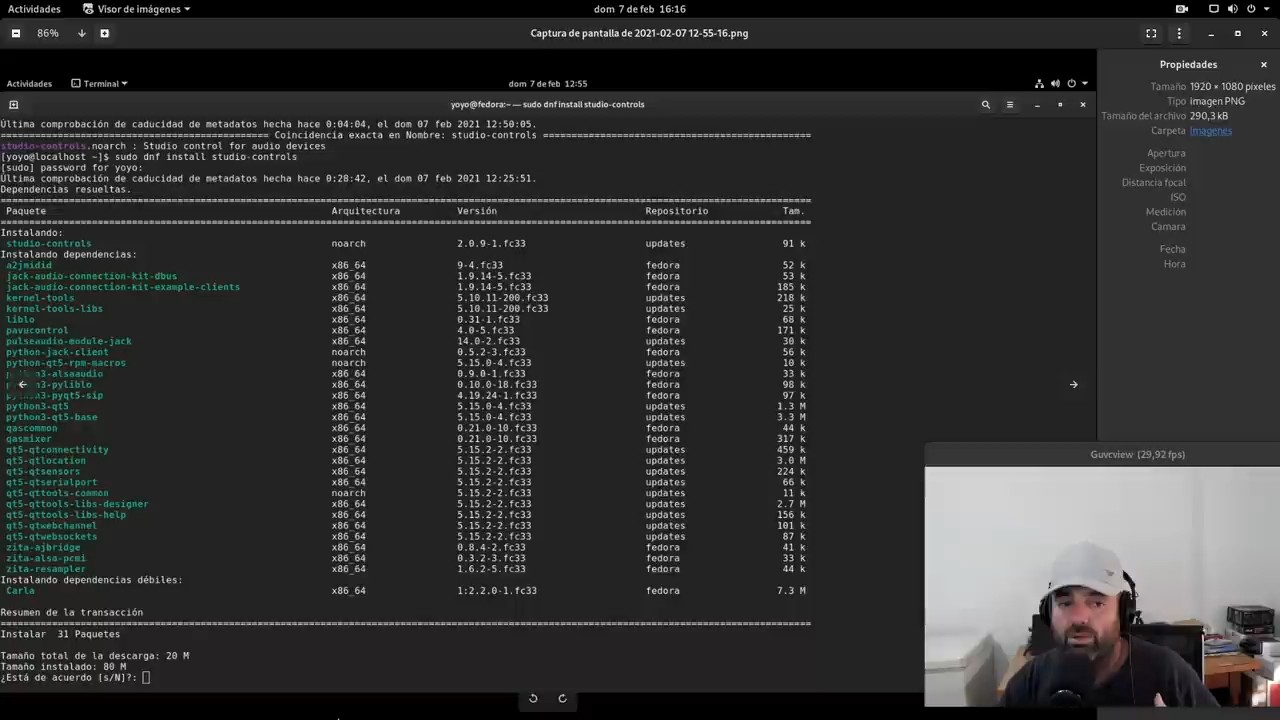 Actividades Visor de imágenes dom 7 de feb 16:16
86% Captura de pantalla de 2021-02-07 12-55-16.png
Actividades Terminal dom 7 de feb 12:55
yoyo@fedora:~ — sudo dnf install studio-controls
Última comprobación de caducidad de metadatos hecha hace 0:04:04, el dom 07 feb 2021 12:50:05.
========================================= Coincidencia exacta en Nombre: studio-controls =========================================
studio-controls.noarch : Studio control for audio devices
[yoyo@localhost ~]$ sudo dnf install studio-controls
[sudo] password for yoyo:
Última comprobación de caducidad de metadatos hecha hace 0:28:42, el dom 07 feb 2021 12:25:51.
Dependencias resueltas.
Paquete Arquitectura Versión Repositorio Tam.
Instalando:
studio-controls noarch 2.0.9-1.fc33 updates 91 k
Instalando dependencias:
a2jmidid x86_64 9-4.fc33 fedora 52 k
jack-audio-connection-kit-dbus x86_64 1.9.14-5.fc33 fedora 53 k
jack-audio-connection-kit-example-clients x86_64 1.9.14-5.fc33 fedora 185 k
kernel-tools x86_64 5.10.11-200.fc33 updates 218 k
kernel-tools-libs x86_64 5.10.11-200.fc33 updates 25 k
liblo x86_64 0.31-1.fc33 fedora 68 k
pavucontrol x86_64 4.0-5.fc33 fedora 171 k
pulseaudio-module-jack x86_64 14.0-2.fc33 updates 30 k
python-jack-client noarch 0.5.2-3.fc33 fedora 56 k
python-qt5-rpm-macros noarch 5.15.0-4.fc33 updates 10 k
python3-alsaaudio x86_64 0.9.0-1.fc33 fedora 33 k
python3-pyliblo x86_64 0.10.0-18.fc33 fedora 98 k
python3-pyqt5-sip x86_64 4.19.24-1.fc33 fedora 97 k
python3-qt5 x86_64 5.15.0-4.fc33 updates 1.3 M
python3-qt5-base x86_64 5.15.0-4.fc33 updates 3.3 M
qascommon x86_64 0.21.0-10.fc33 fedora 44 k
qasmixer x86_64 0.21.0-10.fc33 fedora 317 k
qt5-qtconnectivity x86_64 5.15.2-2.fc33 updates 459 k
qt5-qtlocation x86_64 5.15.2-2.fc33 updates 3.0 M
qt5-qtsensors x86_64 5.15.2-2.fc33 updates 224 k
qt5-qtserialport x86_64 5.15.2-2.fc33 updates 66 k
qt5-qttools-common noarch 5.15.2-2.fc33 updates 11 k
qt5-qttools-libs-designer x86_64 5.15.2-2.fc33 updates 2.7 M
qt5-qttools-libs-help x86_64 5.15.2-2.fc33 updates 156 k
qt5-qtwebchannel x86_64 5.15.2-2.fc33 updates 101 k
qt5-qtwebsockets x86_64 5.15.2-2.fc33 updates 87 k
zita-ajbridge x86_64 0.8.4-2.fc33 fedora 41 k
zita-alsa-pcmi x86_64 0.3.2-3.fc33 fedora 33 k
zita-resampler x86_64 1.6.2-5.fc33 fedora 44 k
Instalando dependencias débiles:
Carla x86_64 1:2.2.0-1.fc33 fedora 7.3 M
Resumen de la transacción
Instalar 31 Paquetes
Tamaño total de la descarga: 20 M
Tamaño instalado: 80 M
¿Está de acuerdo [s/N]?:
Propiedades
Tamaño 1920 × 1080 píxeles
Tipo imagen PNG
Tamaño del archivo 290,3 kB
Carpeta Imágenes
Apertura
Exposición
Distancia focal
ISO
Medición
Camara
Fecha
Hora
Guvcview (29,92 fps)